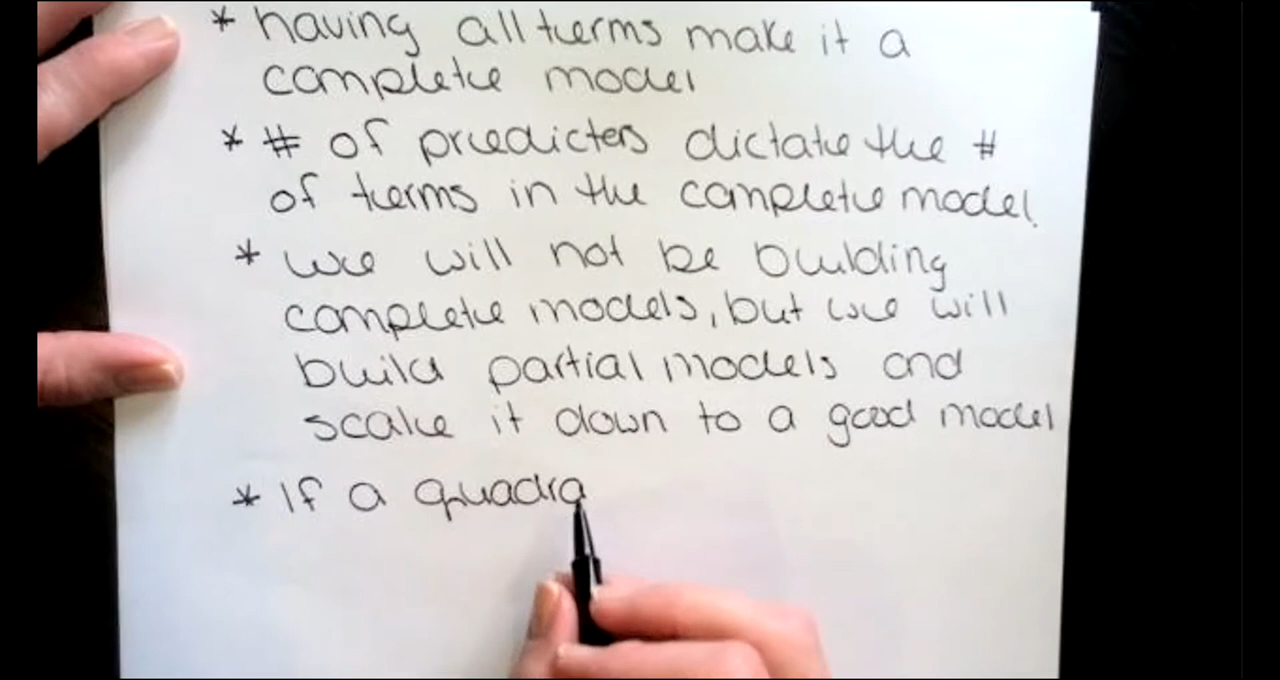 * having all terms make it a
complete model
* # of predicters dictate the #
of terms in the complete model.
* we will not be building
complete models, but we will
build partial models and
scale it down to a good model
* If a quadra